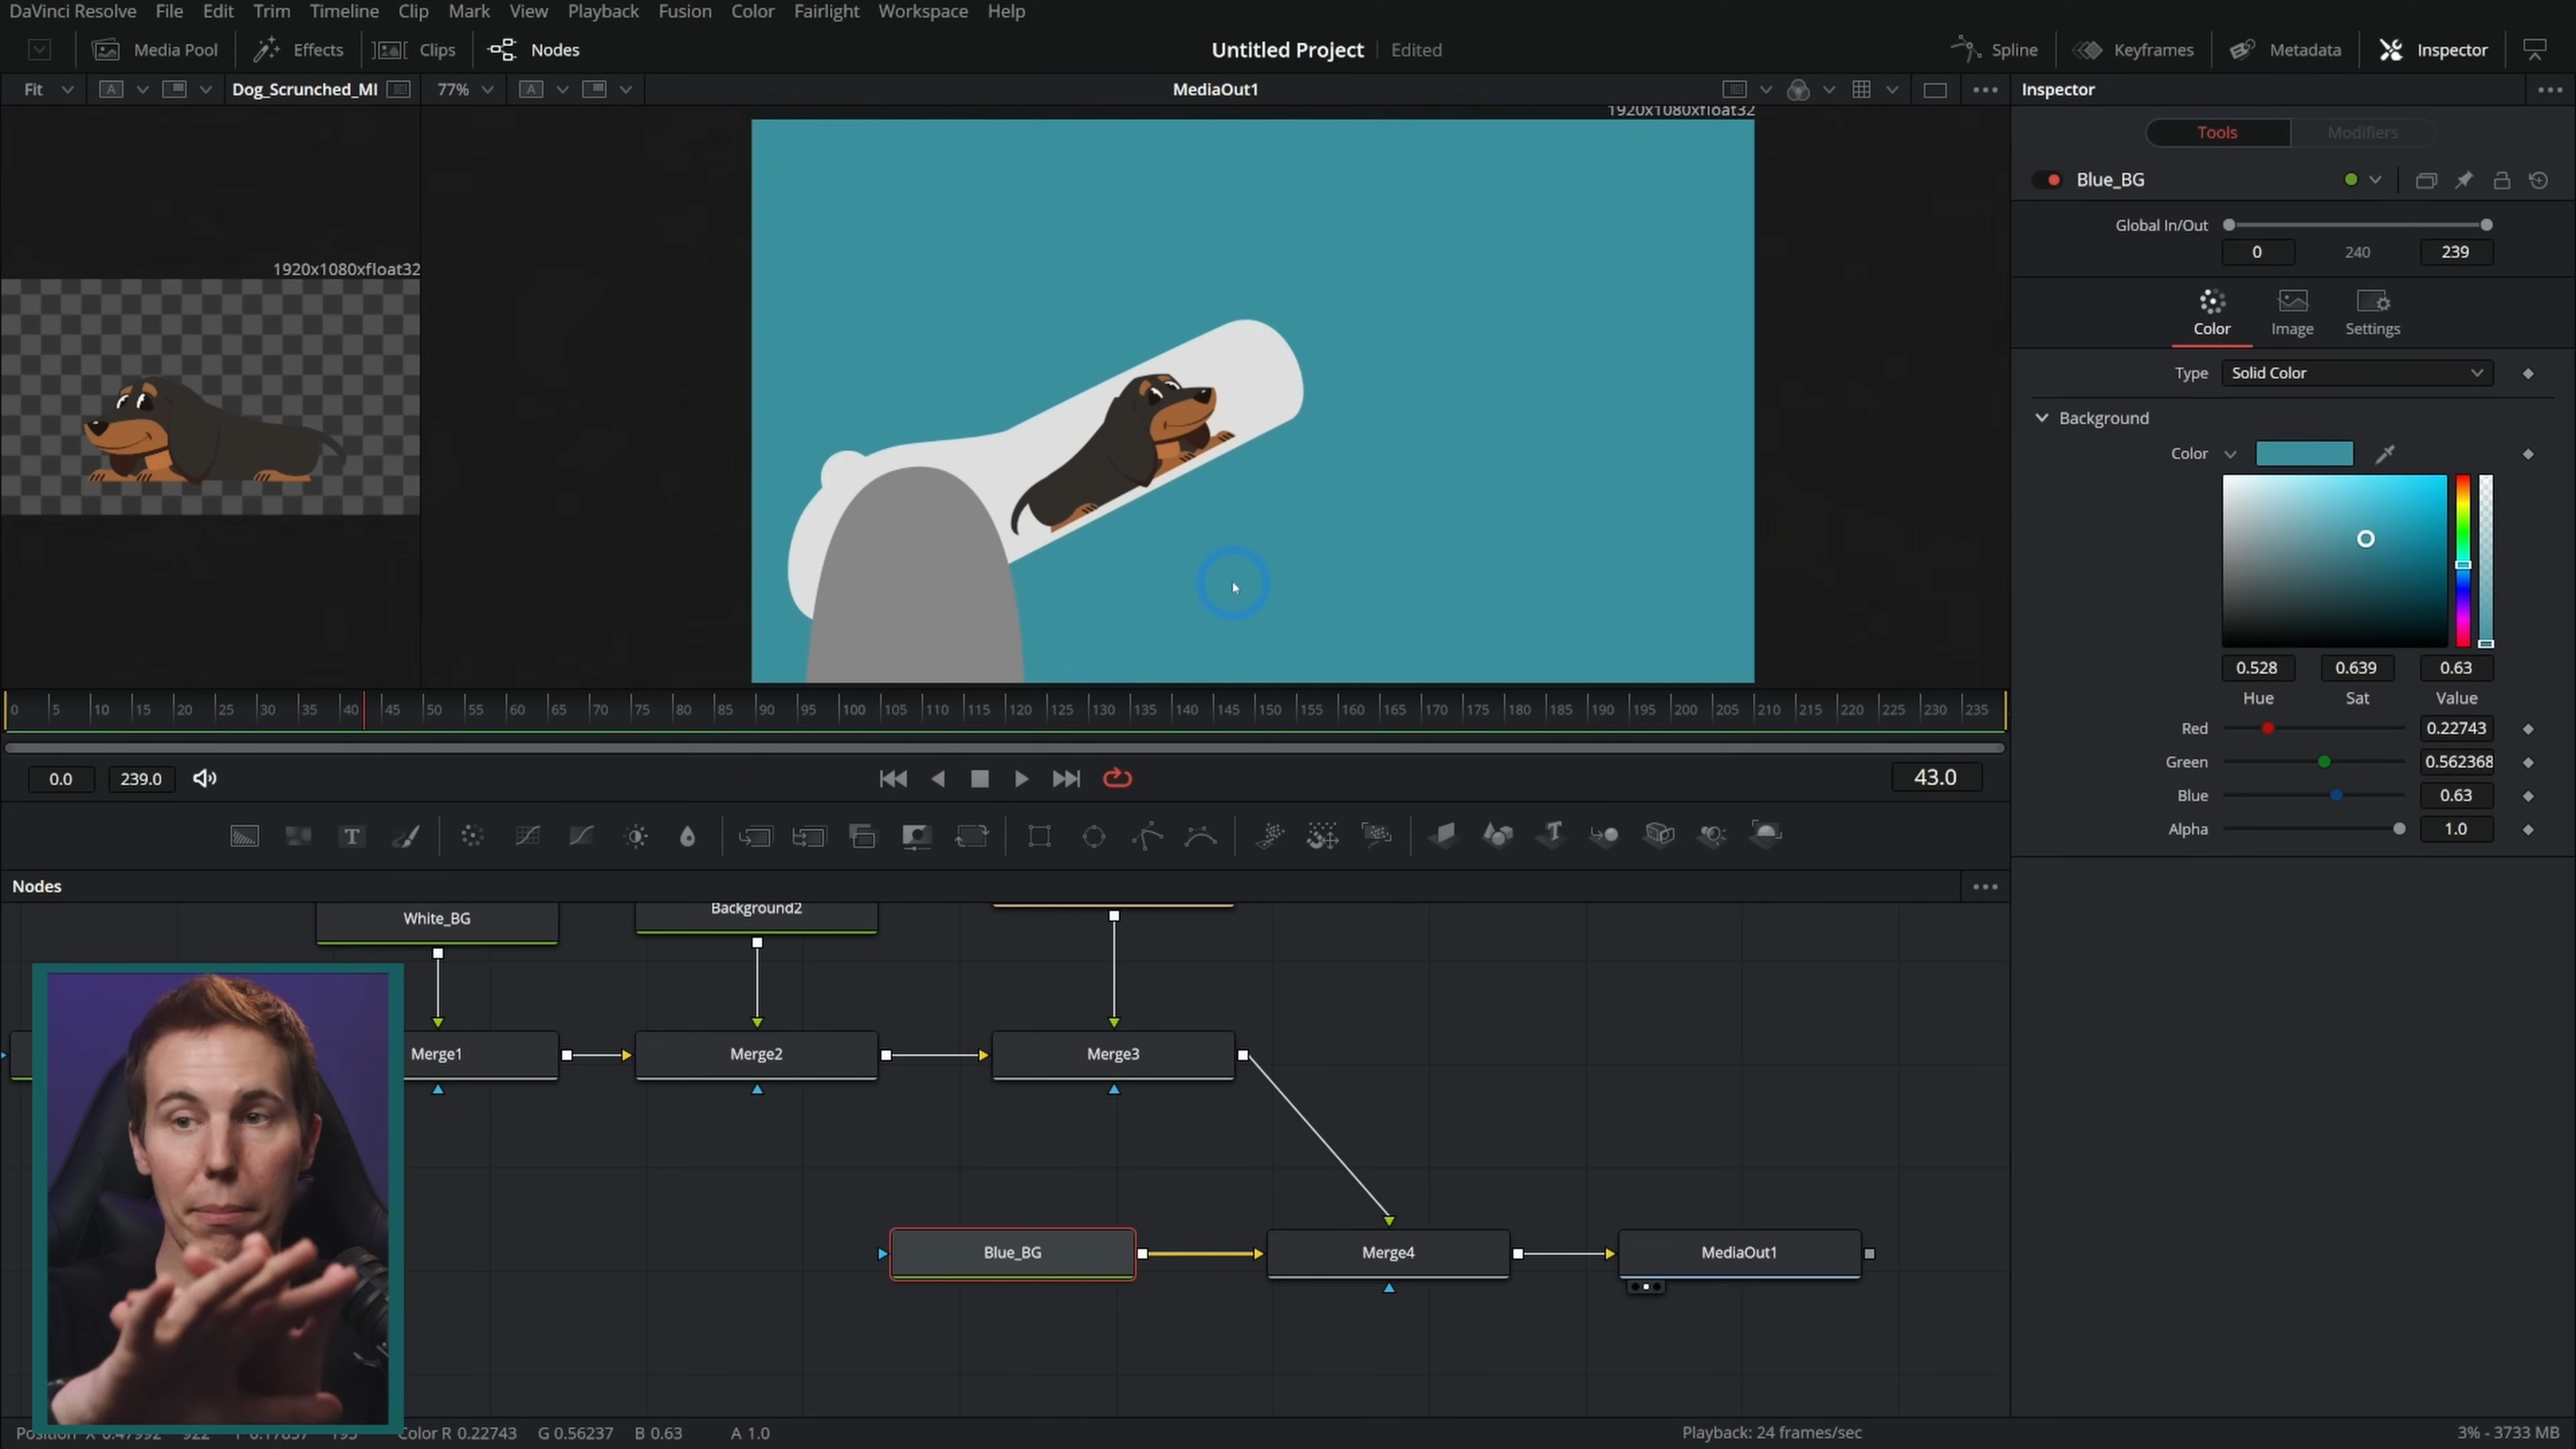 DaVinci Resolve File Edit Trim Timeline Clip Mark View Playback Fusion Color Fairlight Workspace Help
Media Pool Effects Clips Nodes Untitled Project Edited Spline Keyframes Metadata Inspector
Fit A Dog_Scrunched_MI 77% A MediaOut1 Inspector
1920x1080xfloat32
Tools Modifiers
Blue_BG
Global In/Out
0 240 239
1920x1080xfloat32
Color Image Settings
Type Solid Color
Background
Color
0.528 0.639 0.63
Hue Sat Value
0 5 10 15 20 25 30 35 40 45 50 55 60 65 70 75 80 85 90 95 100 105 110 115 120 125 130 135 140 145 150 155 160 165 170 175 180 185 190 195 200 205 210 215 220 225 230 235
Red 0.22743
Green 0.562368
Blue 0.63
Alpha 1.0
0.0 239.0 43.0
T T
Nodes
White_BG Background2
Merge1 Merge2 Merge3
Blue_BG Merge4 MediaOut1
Color R 0.22743 G 0.56237 B 0.63 A 1.0 Playback: 24 frames/sec 3% - 3733 MB